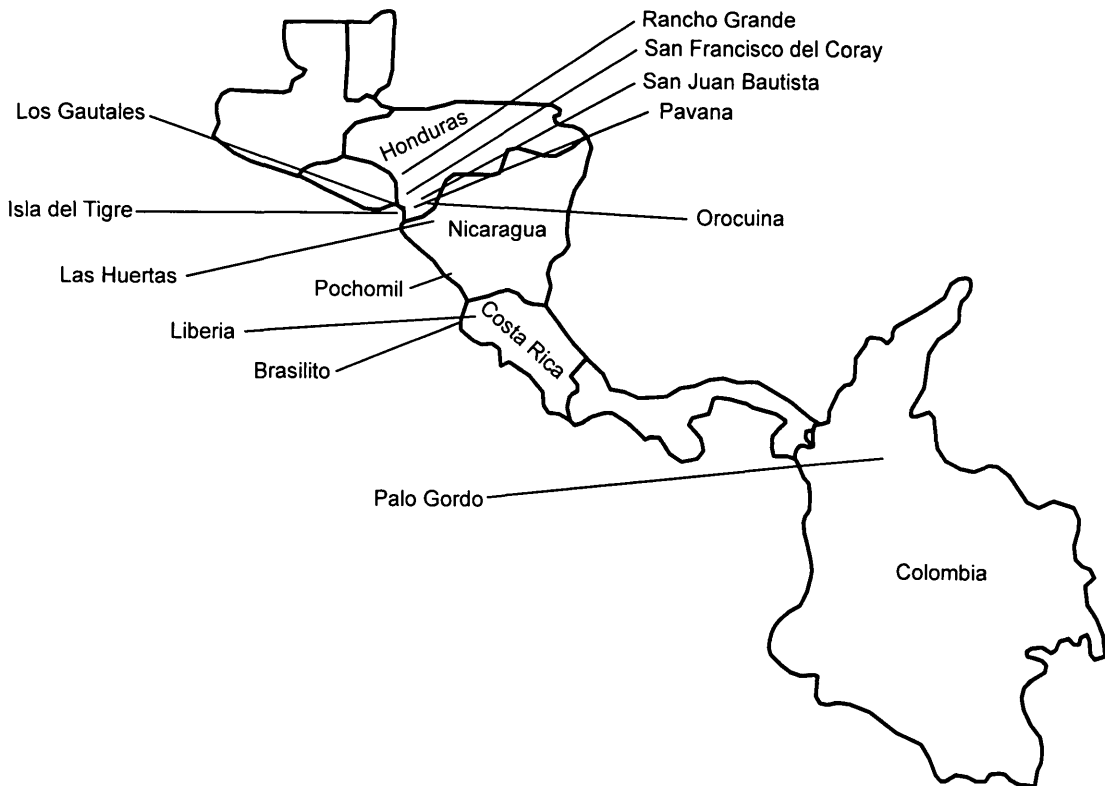 Rancho Grande
San Francisco del Coray
San Juan Bautista
Los Gautales
Pavana
Honduras
Isla del Tigre
Orocuina
Nicaragua
Las Huertas
Pochomil
Liberia
Costa Rica
Brasilito
Palo Gordo
Colombia